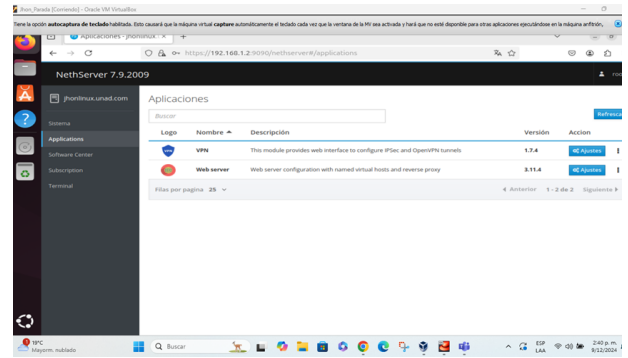 Jhon_Parada [Corriendo] - Oracle VM VirtualBox
Tiene la opción autocaptura de teclado habilitada. Esto causará que la máquina virtual capture automáticamente el teclado cada vez que la ventana de la MV sea activada y hará que no esté disponible para otras aplicaciones ejecutándose en la máquina anfitrión,
Aplicaciones - jhonlinux
https://192.168.1.2:9090/nethserver#/applications
NethServer 7.9.2009
roo
jhonlinux.unad.com
Sistema
Applications
Software Center
Subscription
Terminal
Aplicaciones
Buscar
Refresca
Logo Nombre Descripción Versión Accion
VPN This module provides web interface to configure IPSec and OpenVPN tunnels 1.7.4 Ajustes
Web server Web server configuration with named virtual hosts and reverse proxy 3.11.4 Ajustes
Filas por pagina 25 Anterior 1 - 2 de 2 Siguiente
19°C
Mayorm. nublado
Buscar
ESP
LAA
2:40 p. m.
9/12/2024